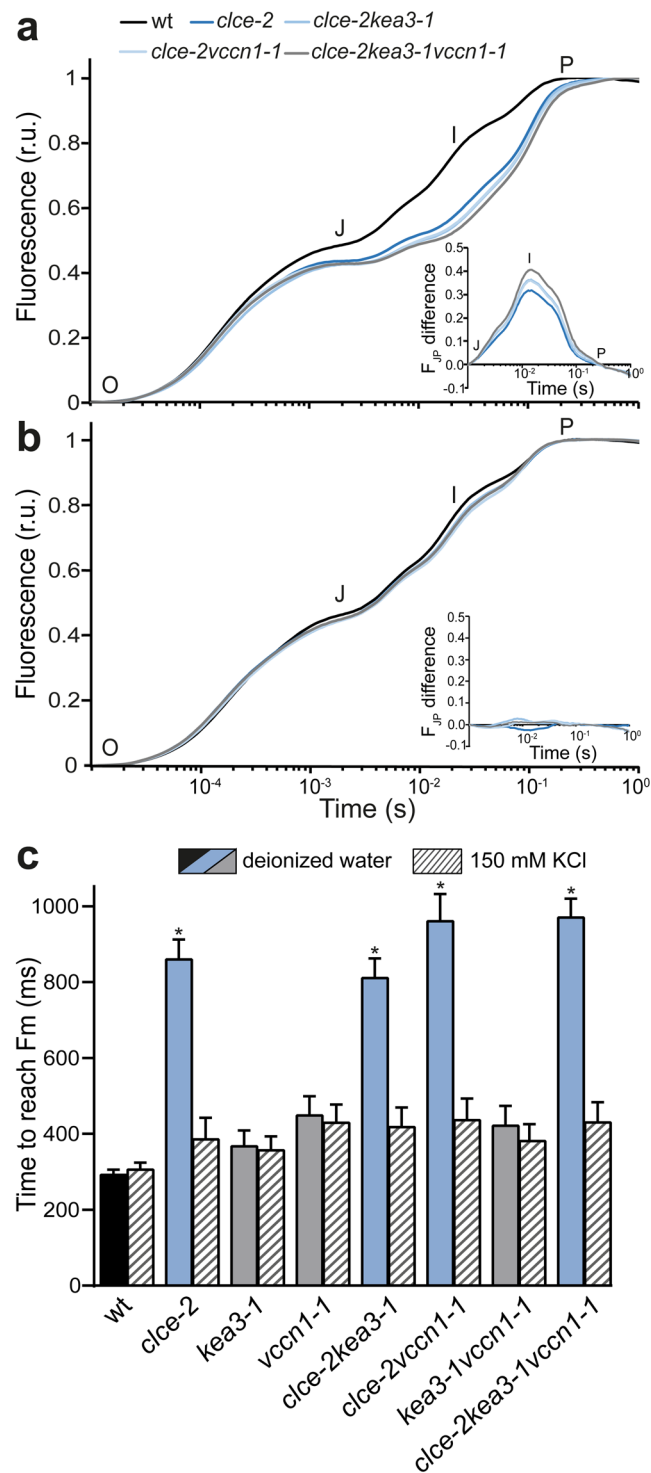 a
wt clce-2 clce-2kea3-1
clce-2vccn1-1 clce-2kea3-1vccn1-1
Fluorescence (r.u.)
1
0.8
0.6
0.4
0.2
0
O
J
I
P
F_JP difference
0.5
0.4
0.3
0.2
0.1
0.0
-0.1
J
I
P
10⁻² 10⁻¹ 10⁰
Time (s)
b
Fluorescence (r.u.)
1
0.8
0.6
0.4
0.2
0
O
J
I
P
F_JP difference
0.5
0.4
0.3
0.2
0.1
0.0
-0.1
10⁻² 10⁻¹ 10⁰
Time (s)
10⁻⁴ 10⁻³ 10⁻² 10⁻¹ 10⁰
Time (s)
c
deionized water 150 mM KCl
Time to reach Fm (ms)
1000
800
600
400
200
0
* * * *
wt
clce-2
kea3-1
vccn1-1
clce-2kea3-1
clce-2vccn1-1
kea3-1vccn1-1
clce-2kea3-1vccn1-1